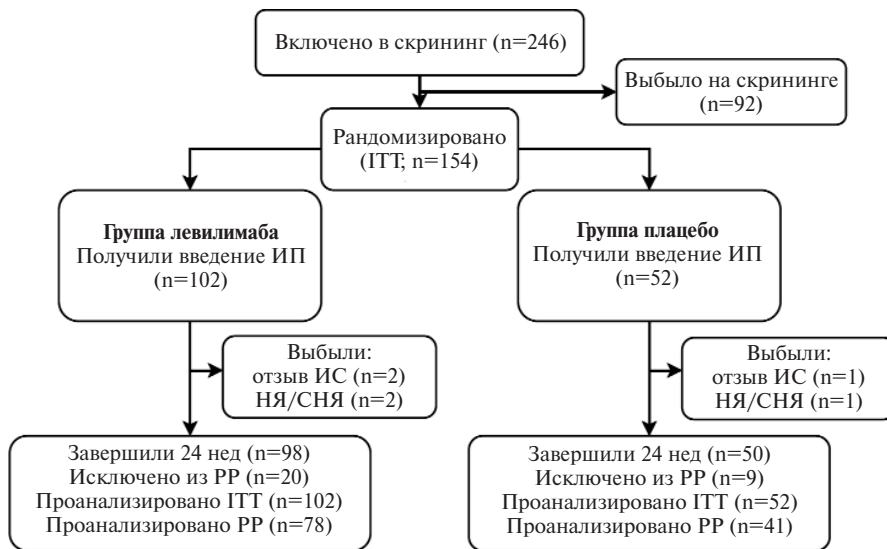 Включено в скрининг (n=246)
Выбыло на скрининге
(n=92)
Рандомизировано
(ITT; n=154)
Группа левилимаба
Получили введение ИП
(n=102)
Группа плацебо
Получили введение ИП
(n=52)
Выбыли:
отзыв ИС (n=2)
НЯ/СНЯ (n=2)
Выбыли:
отзыв ИС (n=1)
НЯ/СНЯ (n=1)
Завершили 24 нед (n=98)
Исключено из PP (n=20)
Проанализировано ITT (n=102)
Проанализировано PP (n=78)
Завершили 24 нед (n=50)
Исключено из PP (n=9)
Проанализировано ITT (n=52)
Проанализировано PP (n=41)